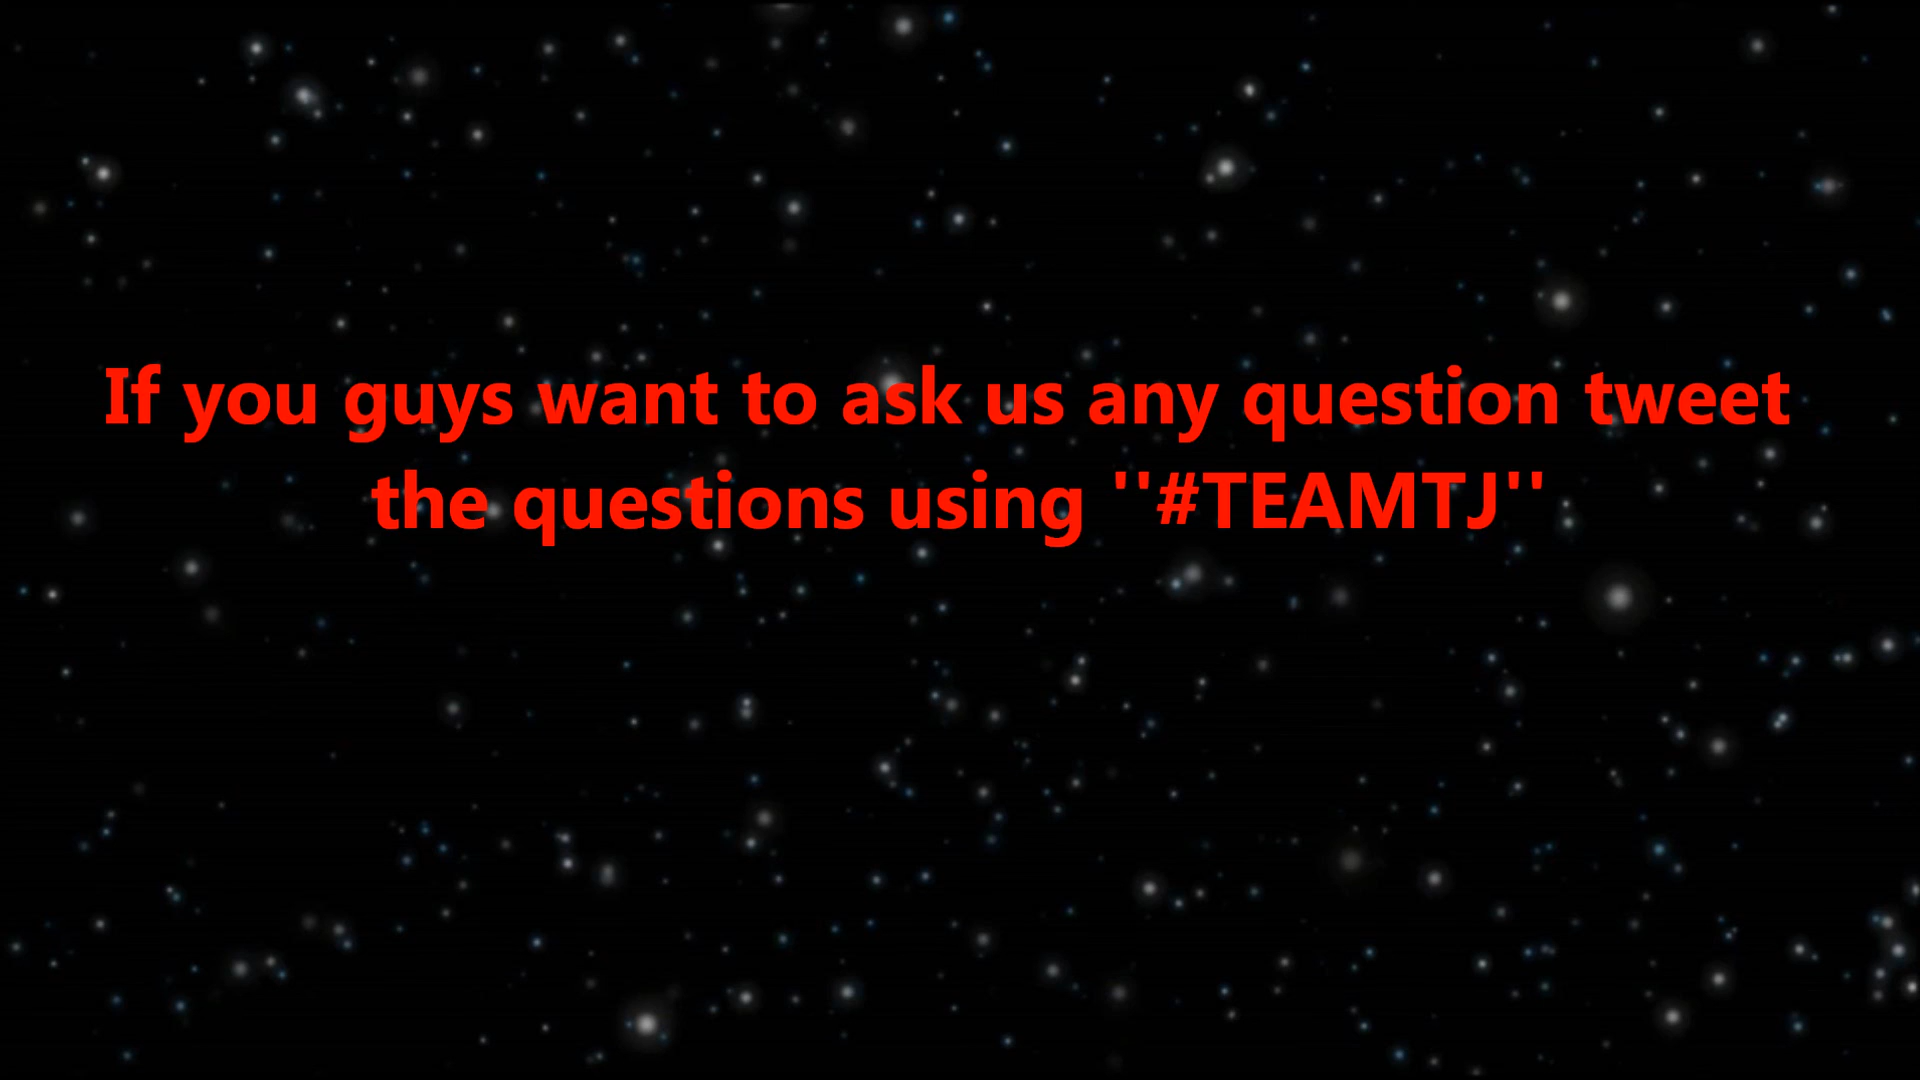 If you guys want to ask us any question tweet
the questions using ''#TEAMTJ''